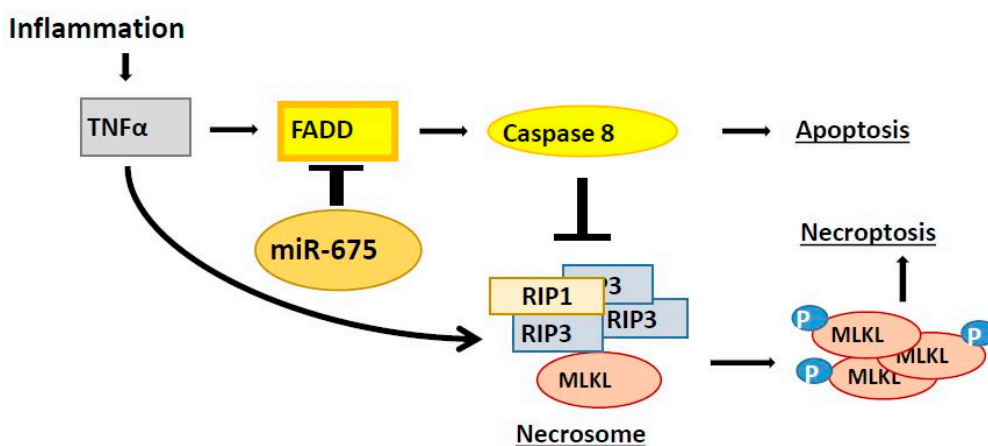 Inflammation
TNFα
FADD
Caspase 8
Apoptosis
miR-675
Necroptosis
P3
RIP1
RIP3
RIP3
MLKL
Necrosome
P
MLKL
P
MLKL
P
MLKL